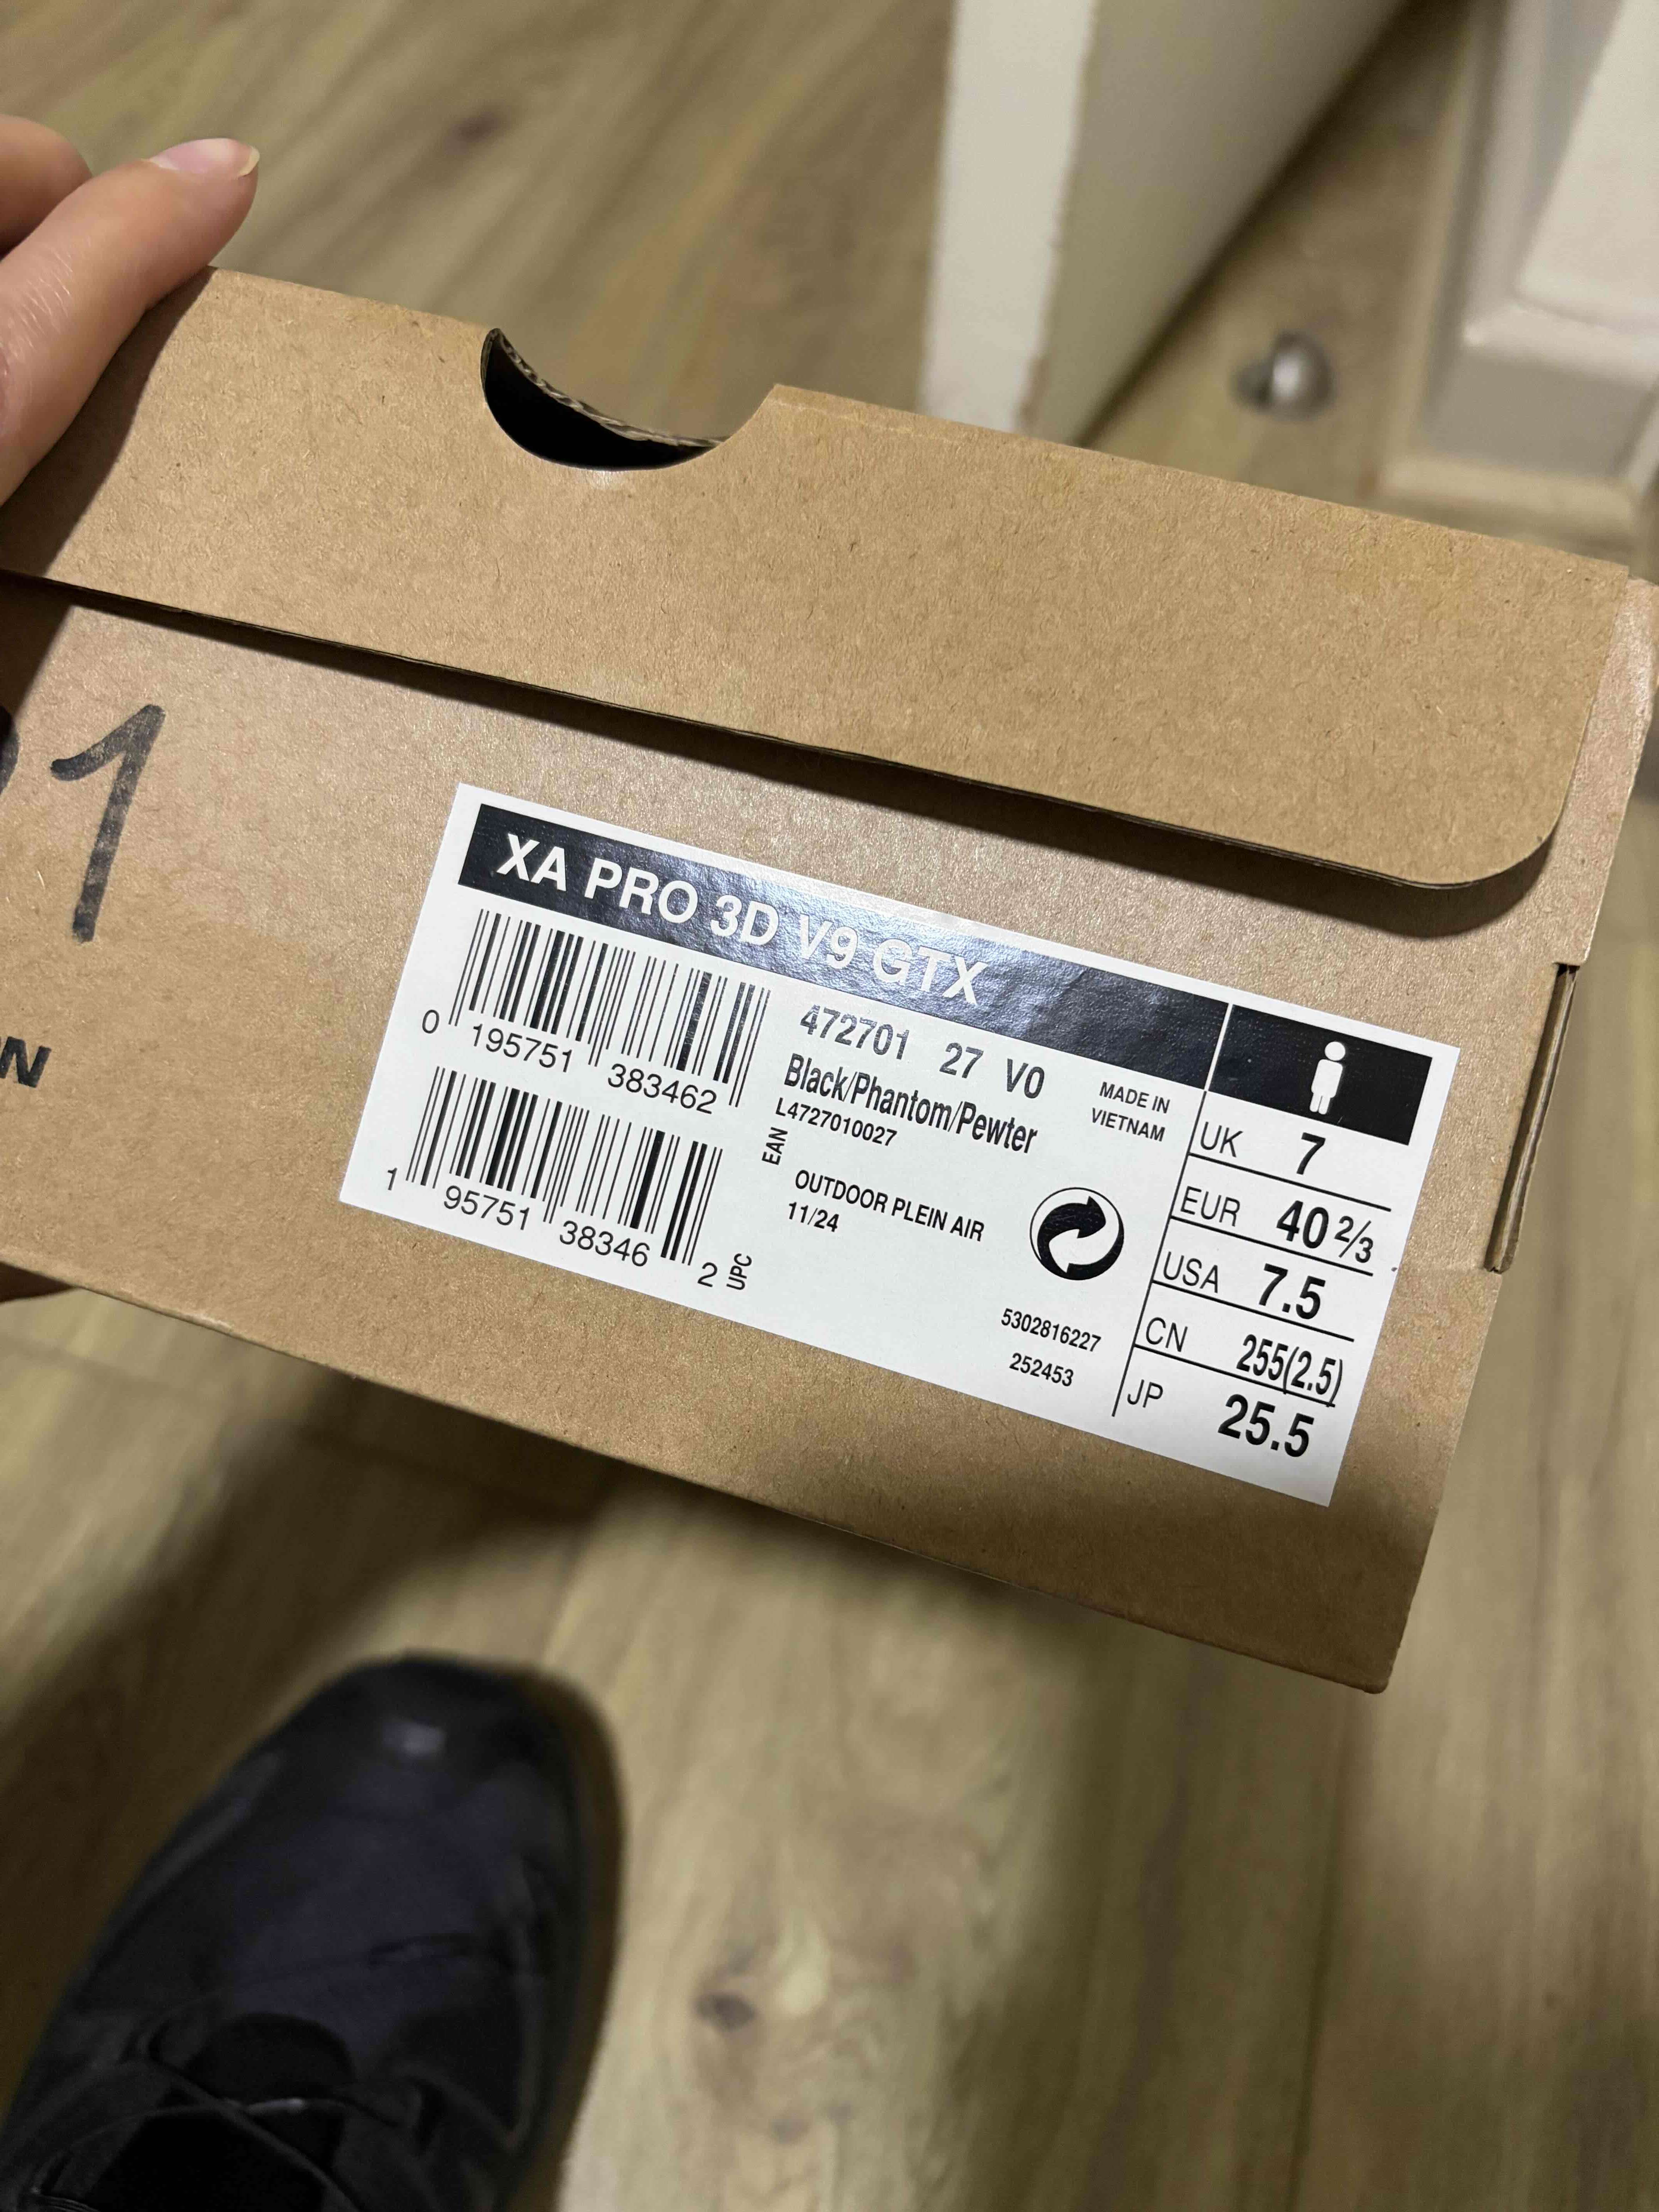 1
N
XA PRO 3D V9 GTX
0 195751 383462
472701 27 V0
Black/Phantom/Pewter
L4727010027
EAN
MADE IN
VIETNAM
1 95751 38346 2
UPC
OUTDOOR PLEIN AIR
11/24
5302816227
252453
UK 7
EUR 40 2/3
USA 7.5
CN 255(2.5)
JP 25.5